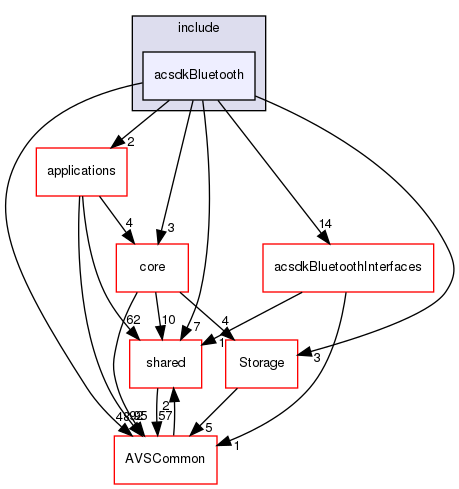 include
acsdkBluetooth
2
applications
14
4
3
core
acsdkBluetoothInterfaces
62
10
7
4
1
3
shared
Storage
2
57
5
1
AVSCommon